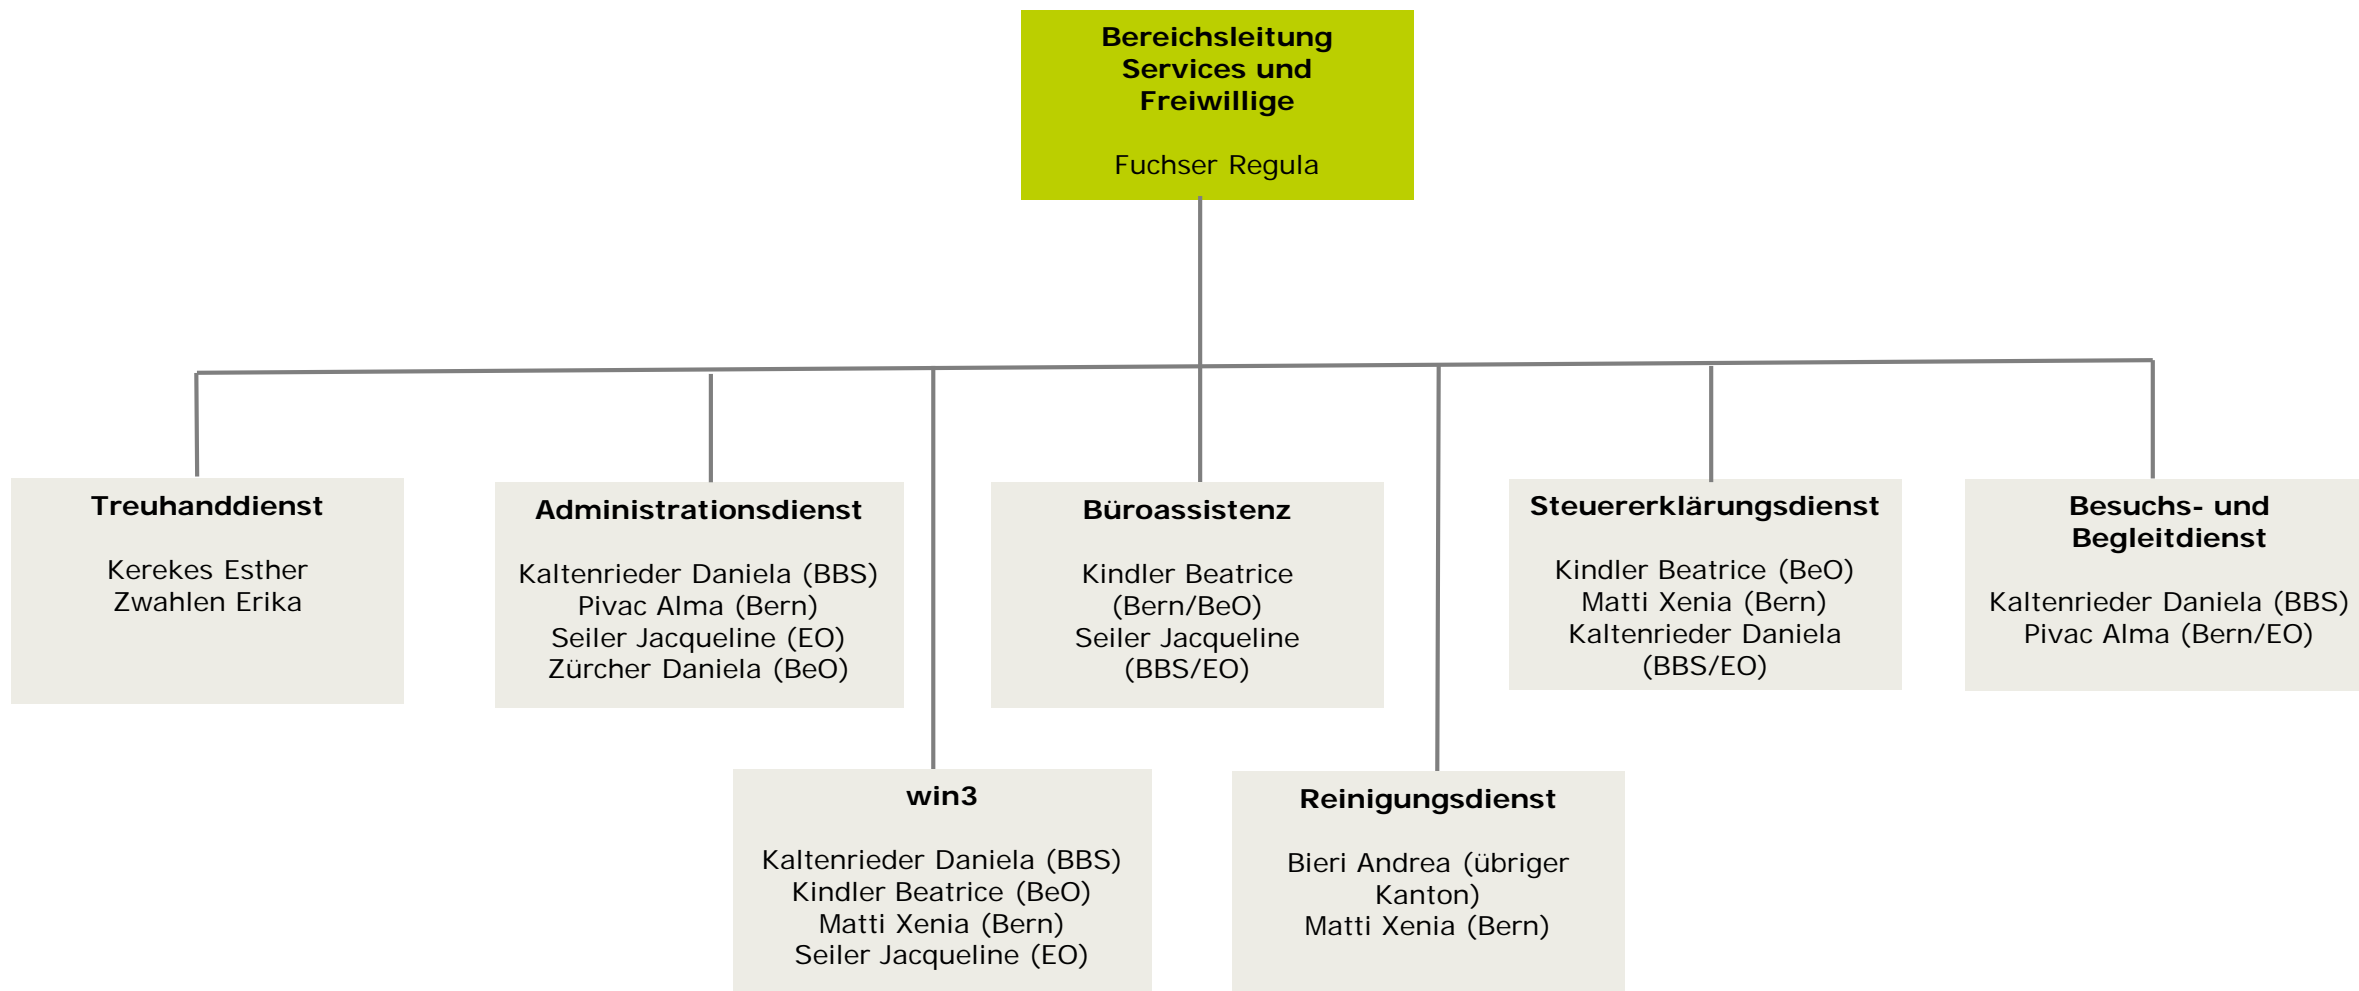 Bereichsleitung
Services und
Freiwillige
Fuchser Regula
Treuhanddienst
Kerekes Esther
Zwahlen Erika
Administrationsdienst
Kaltenrieder Daniela (BBS)
Pivac Alma (Bern)
Seiler Jacqueline (EO)
Zürcher Daniela (BeO)
Büroassistenz
Kindler Beatrice
(Bern/BeO)
Seiler Jacqueline
(BBS/EO)
Steuererklärungsdienst
Kindler Beatrice (BeO)
Matti Xenia (Bern)
Kaltenrieder Daniela
(BBS/EO)
Besuchs- und
Begleitdienst
Kaltenrieder Daniela (BBS)
Pivac Alma (Bern/EO)
win3
Kaltenrieder Daniela (BBS)
Kindler Beatrice (BeO)
Matti Xenia (Bern)
Seiler Jacqueline (EO)
Reinigungsdienst
Bieri Andrea (übriger
Kanton)
Matti Xenia (Bern)